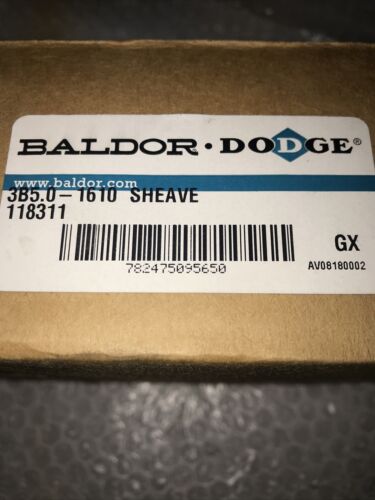 BALDOR · DODGE®
www.baldor.com
3B5.0-1610 SHEAVE
118311
GX
782475095650
AV08180002